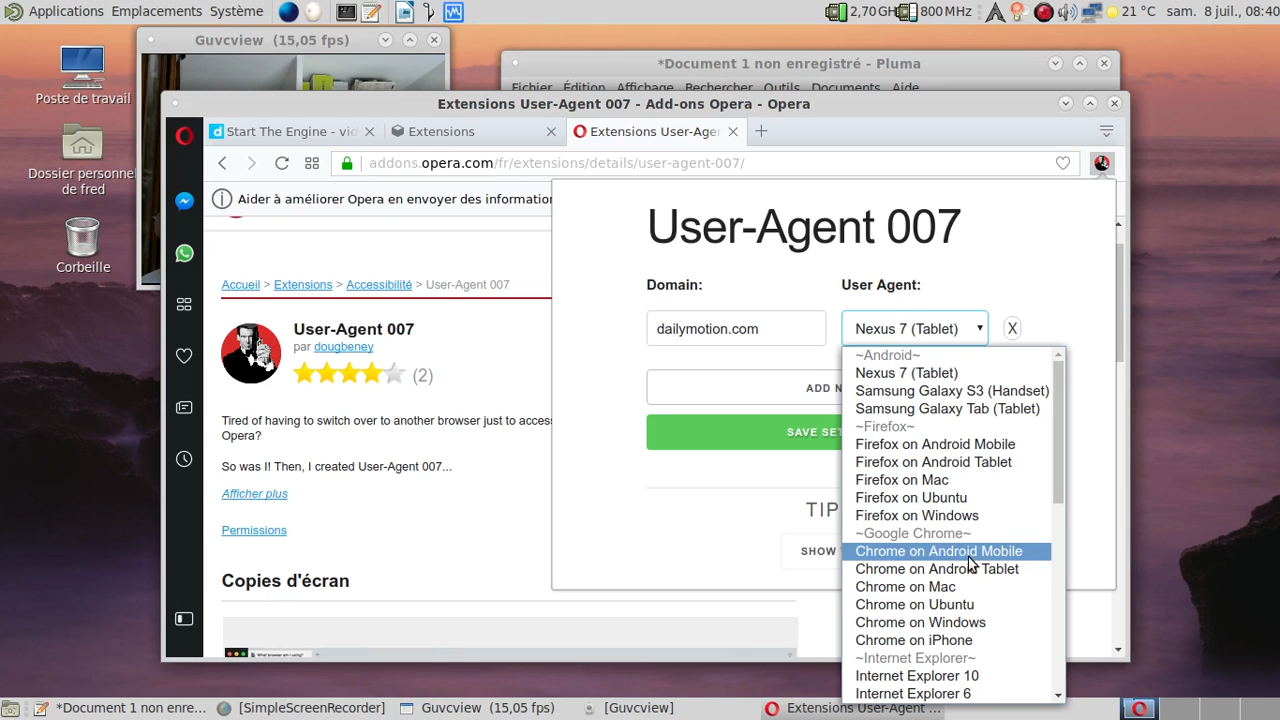 Applications Emplacements Système
2,70GH 800 MHz 21 °C sam. 8 juil., 08:40
Guvcview (15,05 fps)
*Document 1 non enregistré - Pluma
Fichier Édition Affichage Rechercher Outils Documents Aide
Poste de travail
Dossier personnel
de fred
Corbeille
Extensions User-Agent 007 - Add-ons Opera - Opera
Start The Engine - vid
Extensions
Extensions User-Age
addons.opera.com/fr/extensions/details/user-agent-007/
Aider à améliorer Opera en envoyer des information
Accueil > Extensions > Accessibilité > User-Agent 007
User-Agent 007
par dougbeney
(2)
Tired of having to switch over to another browser just to access
Opera?
So was I! Then, I created User-Agent 007...
Afficher plus
Permissions
Copies d'écran
What browser am I using?
User-Agent 007
Domain: User Agent:
dailymotion.com Nexus 7 (Tablet) X
ADD N
SAVE SET
TIP
SHOW
~Android~
Nexus 7 (Tablet)
Samsung Galaxy S3 (Handset)
Samsung Galaxy Tab (Tablet)
~Firefox~
Firefox on Android Mobile
Firefox on Android Tablet
Firefox on Mac
Firefox on Ubuntu
Firefox on Windows
~Google Chrome~
Chrome on Android Mobile
Chrome on Android Tablet
Chrome on Mac
Chrome on Ubuntu
Chrome on Windows
Chrome on iPhone
~Internet Explorer~
Internet Explorer 10
Internet Explorer 6
*Document 1 non enre... [SimpleScreenRecorder] Guvcview (15,05 fps) [Guvcview] Extensions User-Agent ...